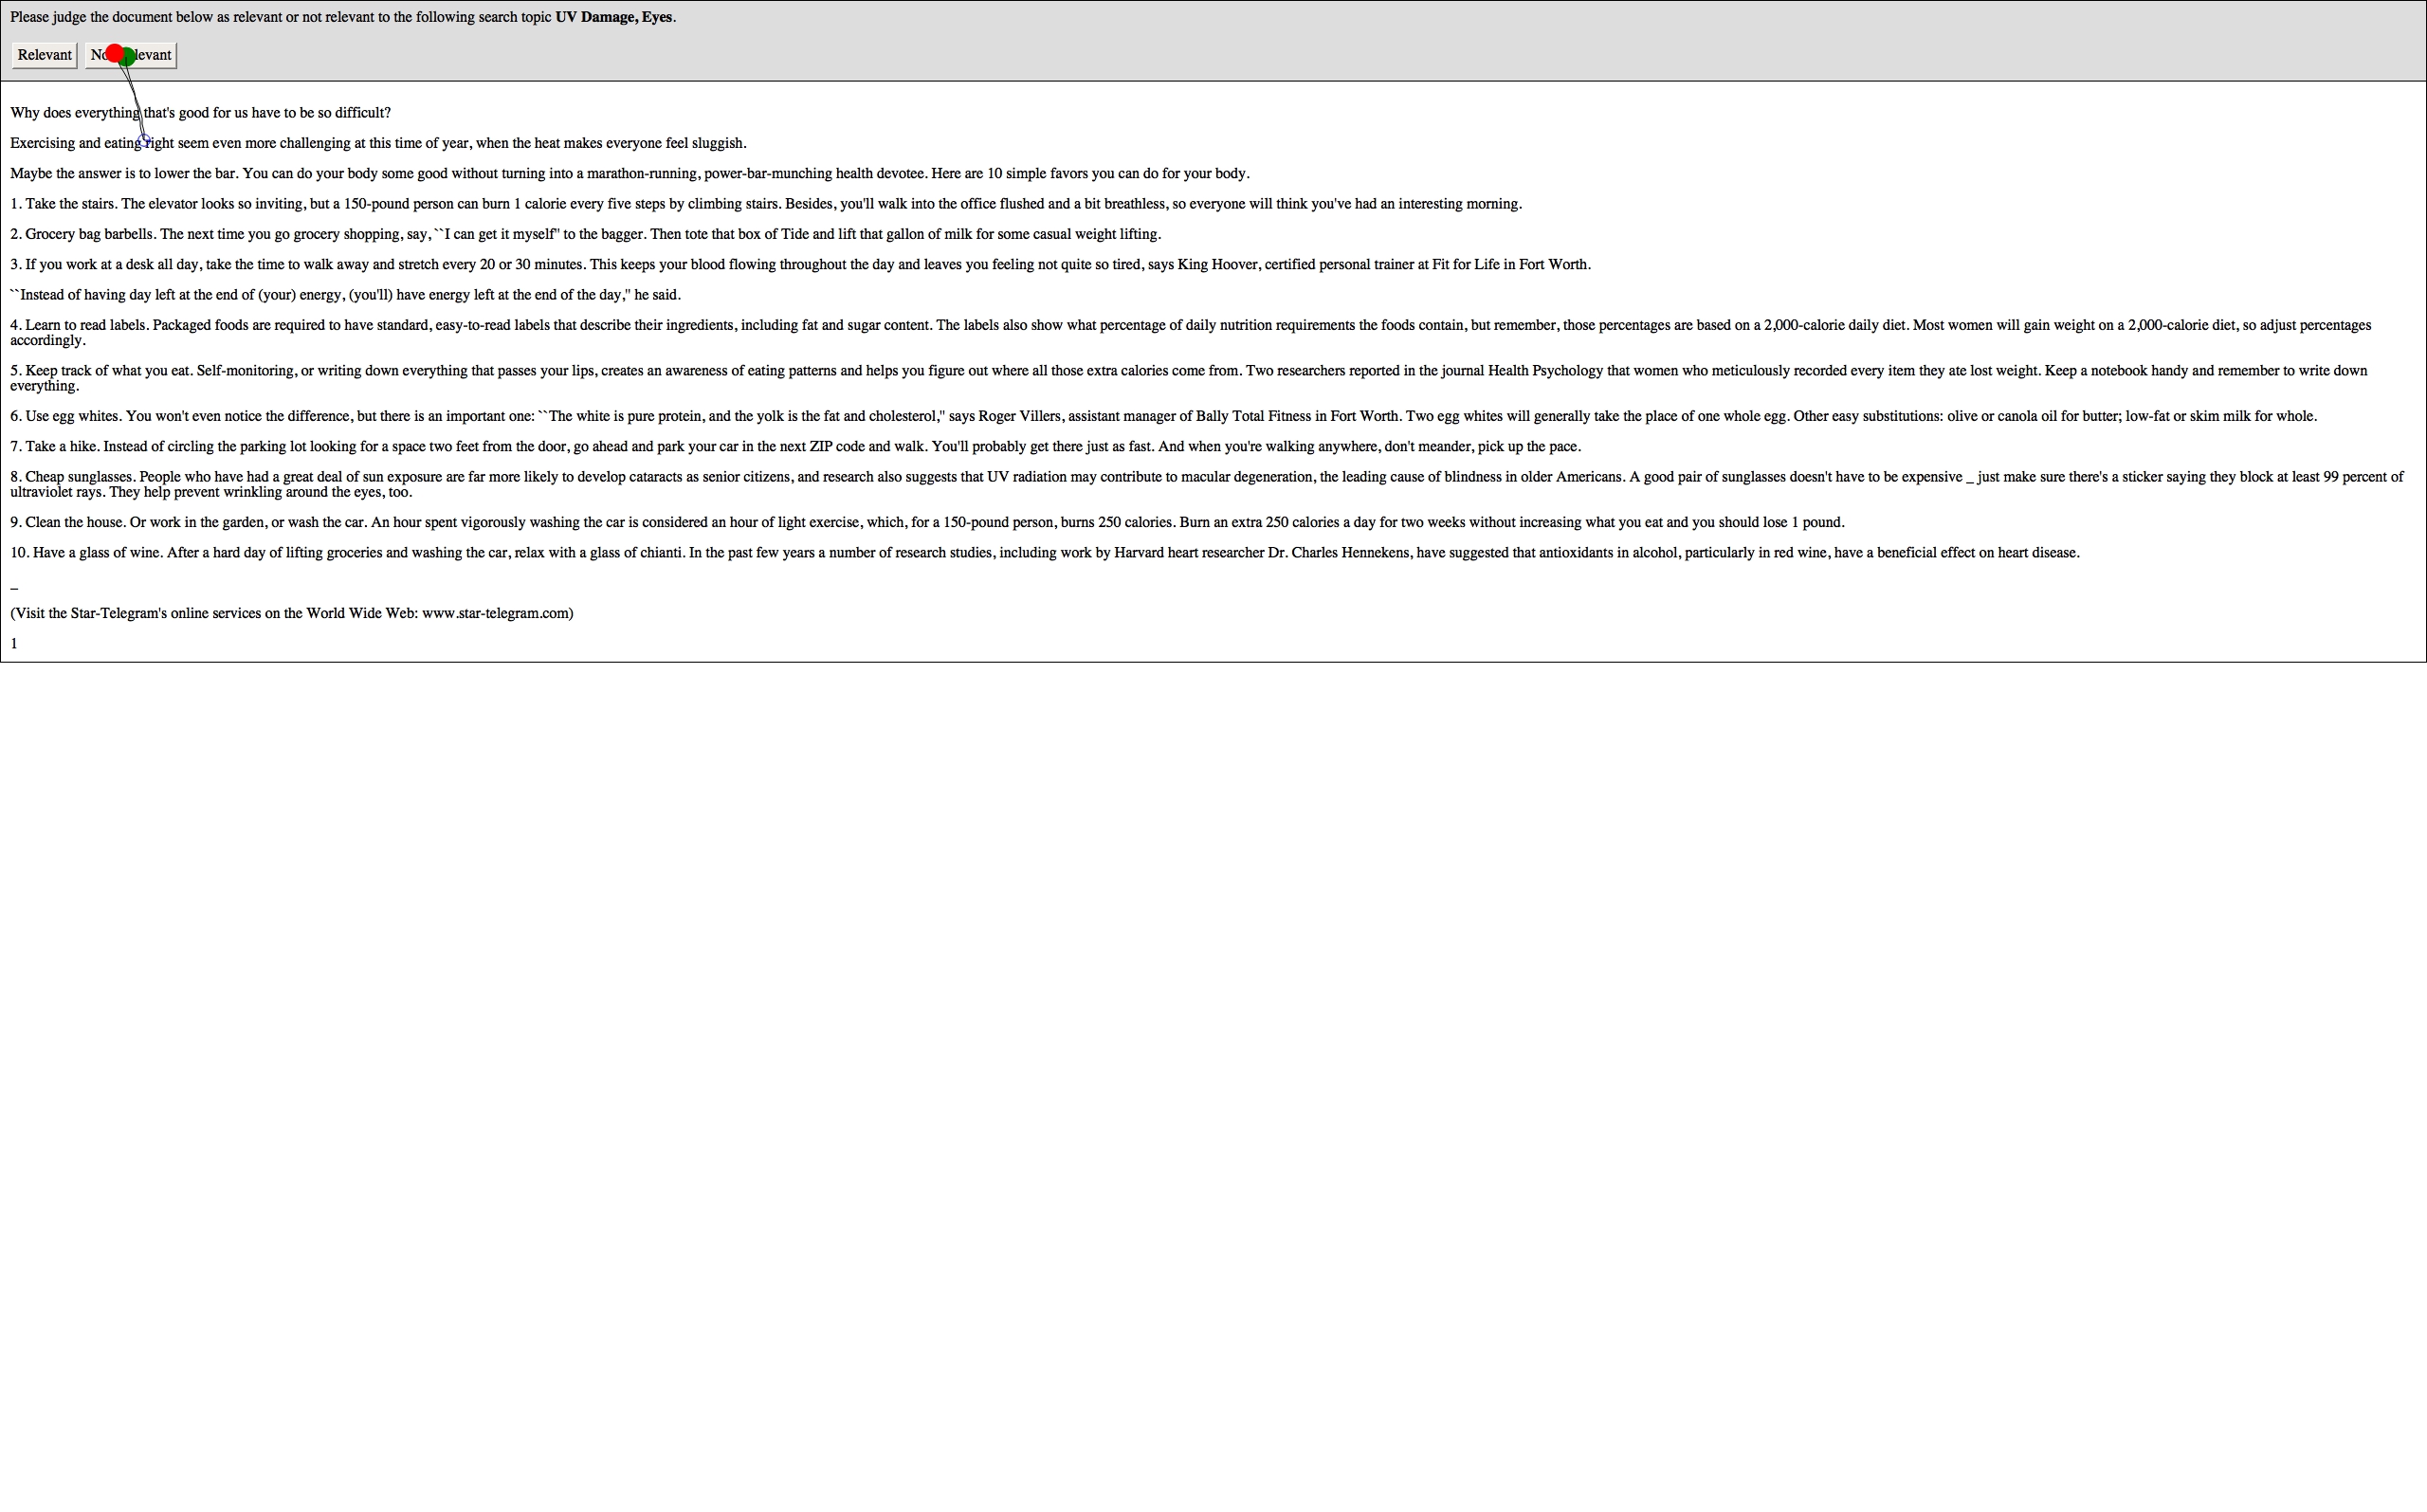 Please judge the document below as relevant or not relevant to the following search topic UV Damage, Eyes.
Relevant
Why does everything that's good for us have to be so difficult?
Exercising and eating right seem even more challenging at this time of year, when the heat makes everyone feel sluggish.
Maybe the answer is to lower the bar. You can do your body some good without turning into a marathon-running, power-bar-munching health devotee. Here are 10 simple favors you can do for your body.
1. Take the stairs. The elevator looks so inviting, but a 150-pound person can burn 1 calorie every five steps by climbing stairs. Besides, you'll walk into the office flushed and a bit breathless, so everyone will think you've had an interesting morning.
2. Grocery bag barbells. The next time you go grocery shopping, say, ``I can get it myself'' to the bagger. Then tote that box of Tide and lift that gallon of milk for some casual weight lifting.
3. If you work at a desk all day, take the time to walk away and stretch every 20 or 30 minutes. This keeps your blood flowing throughout the day and leaves you feeling not quite so tired, says King Hoover, certified personal trainer at Fit for Life in Fort Worth.
``Instead of having day left at the end of (your) energy, (you'll) have energy left at the end of the day,'' he said.
4. Learn to read labels. Packaged foods are required to have standard, easy-to-read labels that describe their ingredients, including fat and sugar content. The labels also show what percentage of daily nutrition requirements the foods contain, but remember, those percentages are based on a 2,000-calorie daily diet. Most women will gain weight on a 2,000-calorie diet, so adjust percentages
accordingly.
5. Keep track of what you eat. Self-monitoring, or writing down everything that passes your lips, creates an awareness of eating patterns and helps you figure out where all those extra calories come from. Two researchers reported in the journal Health Psychology that women who meticulously recorded every item they ate lost weight. Keep a notebook handy and remember to write down
everything.
6. Use egg whites. You won't even notice the difference, but there is an important one: ``The white is pure protein, and the yolk is the fat and cholesterol,'' says Roger Villers, assistant manager of Bally Total Fitness in Fort Worth. Two egg whites will generally take the place of one whole egg. Other easy substitutions: olive or canola oil for butter; low-fat or skim milk for whole.
7. Take a hike. Instead of circling the parking lot looking for a space two feet from the door, go ahead and park your car in the next ZIP code and walk. You'll probably get there just as fast. And when you're walking anywhere, don't meander, pick up the pace.
8. Cheap sunglasses. People who have had a great deal of sun exposure are far more likely to develop cataracts as senior citizens, and research also suggests that UV radiation may contribute to macular degeneration, the leading cause of blindness in older Americans. A good pair of sunglasses doesn't have to be expensive _ just make sure there's a sticker saying they block at least 99 percent of
ultraviolet rays. They help prevent wrinkling around the eyes, too.
9. Clean the house. Or work in the garden, or wash the car. An hour spent vigorously washing the car is considered an hour of light exercise, which, for a 150-pound person, burns 250 calories. Burn an extra 250 calories a day for two weeks without increasing what you eat and you should lose 1 pound.
10. Have a glass of wine. After a hard day of lifting groceries and washing the car, relax with a glass of chianti. In the past few years a number of research studies, including work by Harvard heart researcher Dr. Charles Hennekens, have suggested that antioxidants in alcohol, particularly in red wine, have a beneficial effect on heart disease.
_
(Visit the Star-Telegram's online services on the World Wide Web: www.star-telegram.com)
1